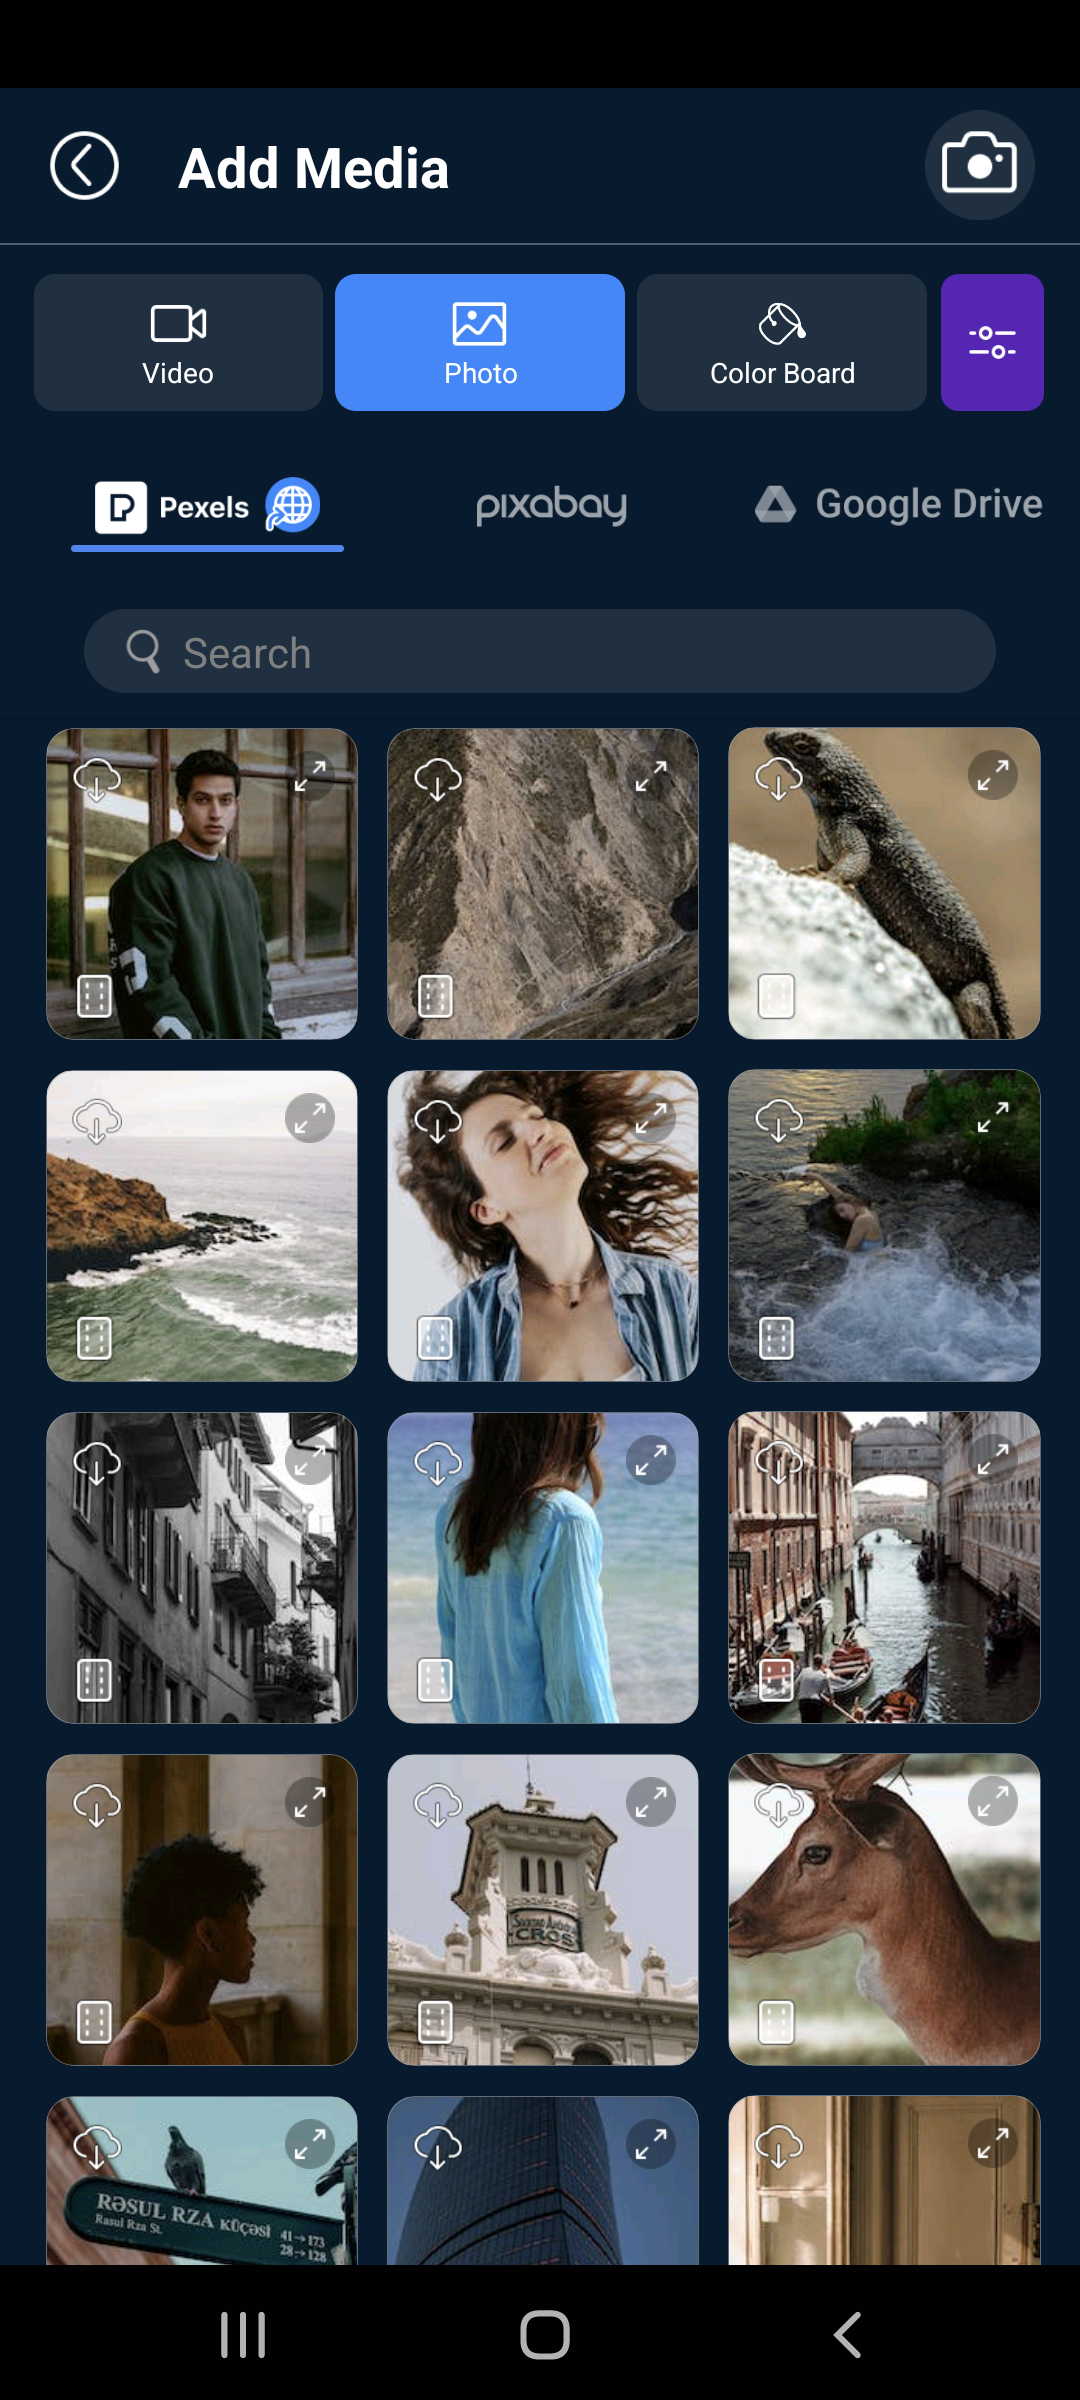 Add Media
Video
Photo
Color Board
Pexels
pixabay
Google Drive
Search
CROS
RƏSUL RZA KÜÇƏSİ 41→173
Rasul Rza St. 28→128